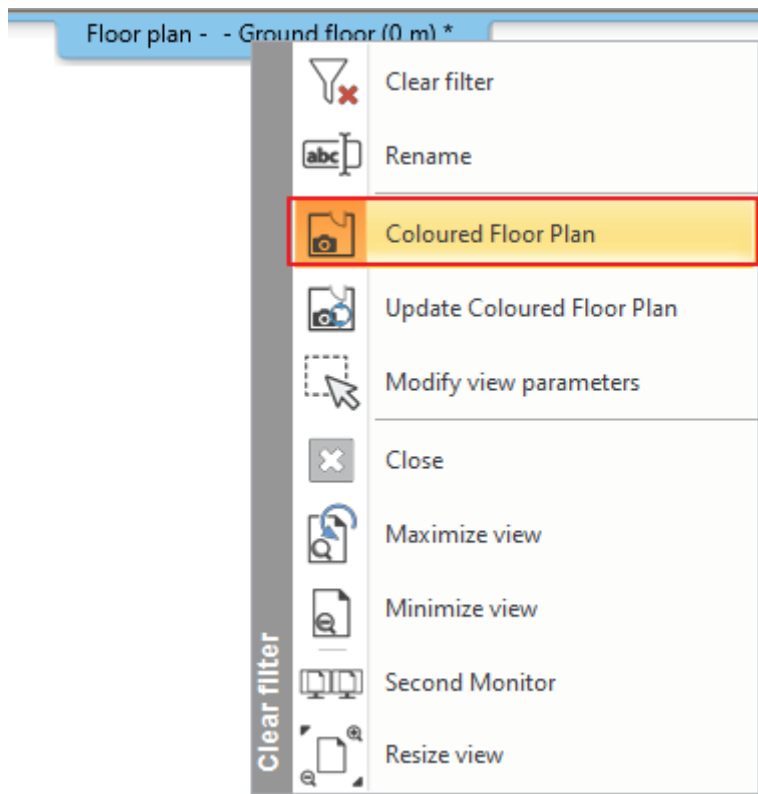 Floor plan - - Ground floor (0 m) *
Clear filter
abc
Rename
Coloured Floor Plan
Update Coloured Floor Plan
Modify view parameters
Close
Maximize view
Minimize view
Second Monitor
Resize view
Clear filter